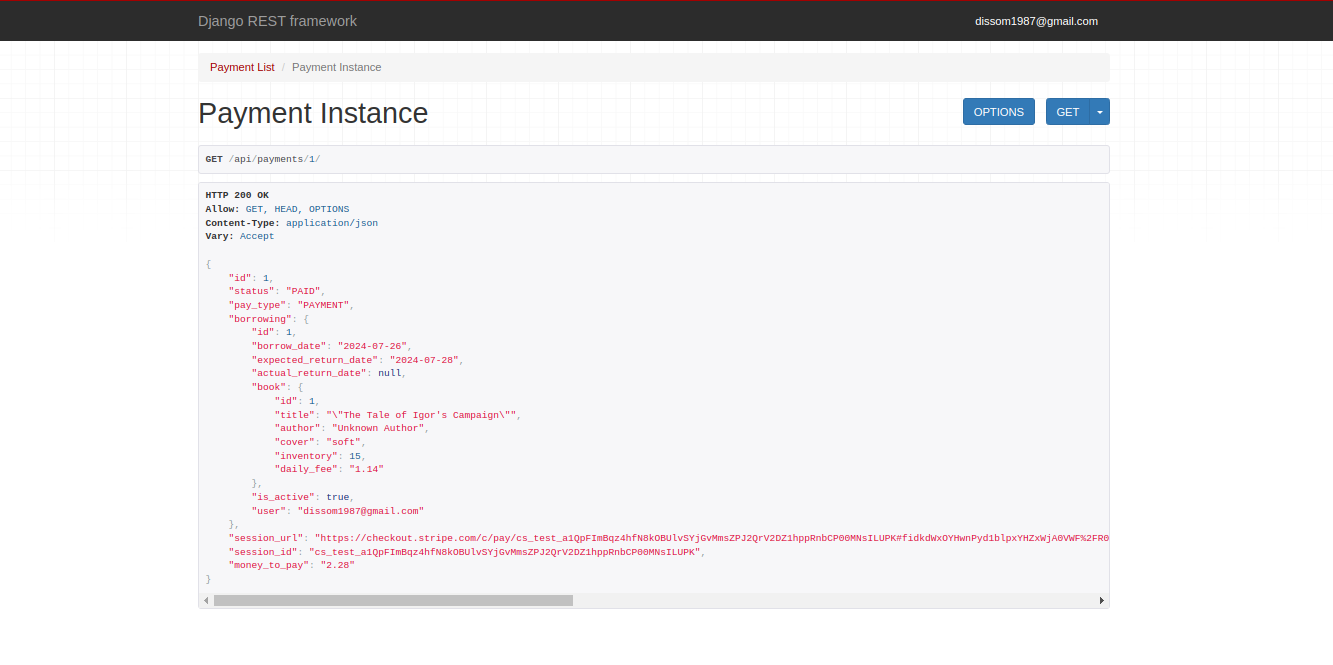 Django REST framework
dissom1987@gmail.com
Payment List / Payment Instance
Payment Instance
OPTIONS
GET
GET /api/payments/1/
HTTP 200 OK
Allow: GET, HEAD, OPTIONS
Content-Type: application/json
Vary: Accept
{
"id": 1,
"status": "PAID",
"pay_type": "PAYMENT",
"borrowing": {
"id": 1,
"borrow_date": "2024-07-26",
"expected_return_date": "2024-07-28",
"actual_return_date": null,
"book": {
"id": 1,
"title": "\"The Tale of Igor's Campaign\"",
"author": "Unknown Author",
"cover": "soft",
"inventory": 15,
"daily_fee": "1.14"
},
"is_active": true,
"user": "dissom1987@gmail.com"
},
"session_url": "https://checkout.stripe.com/c/pay/cs_test_a1QpFImBqz4hfN8kOBUlvSYjGvMmsZPJ2QrV2DZ1hppRnbCP00MNsILUPK#fidkdWxOYHwnPyd1blpxYHZxWjA0VWF%2FR0
"session_id": "cs_test_a1QpFImBqz4hfN8kOBUlvSYjGvMmsZPJ2QrV2DZ1hppRnbCP00MNsILUPK",
"money_to_pay": "2.28"
}